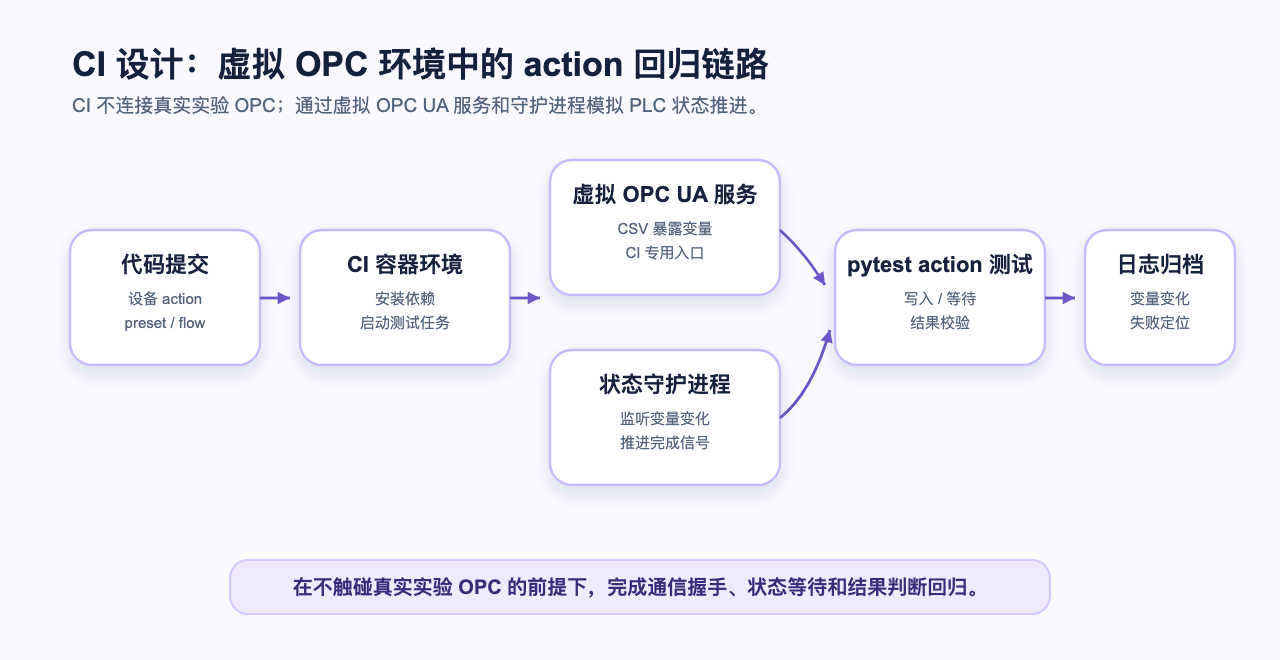 CI 设计：虚拟 OPC 环境中的 action 回归链路
CI 不连接真实实验 OPC；通过虚拟 OPC UA 服务和守护进程模拟 PLC 状态推进。
代码提交
设备 action
preset / flow
CI 容器环境
安装依赖
启动测试任务
虚拟 OPC UA 服务
CSV 暴露变量
CI 专用入口
状态守护进程
监听变量变化
推进完成信号
pytest action 测试
写入 / 等待
结果校验
日志归档
变量变化
失败定位
在不触碰真实实验 OPC 的前提下，完成通信握手、状态等待和结果判断回归。